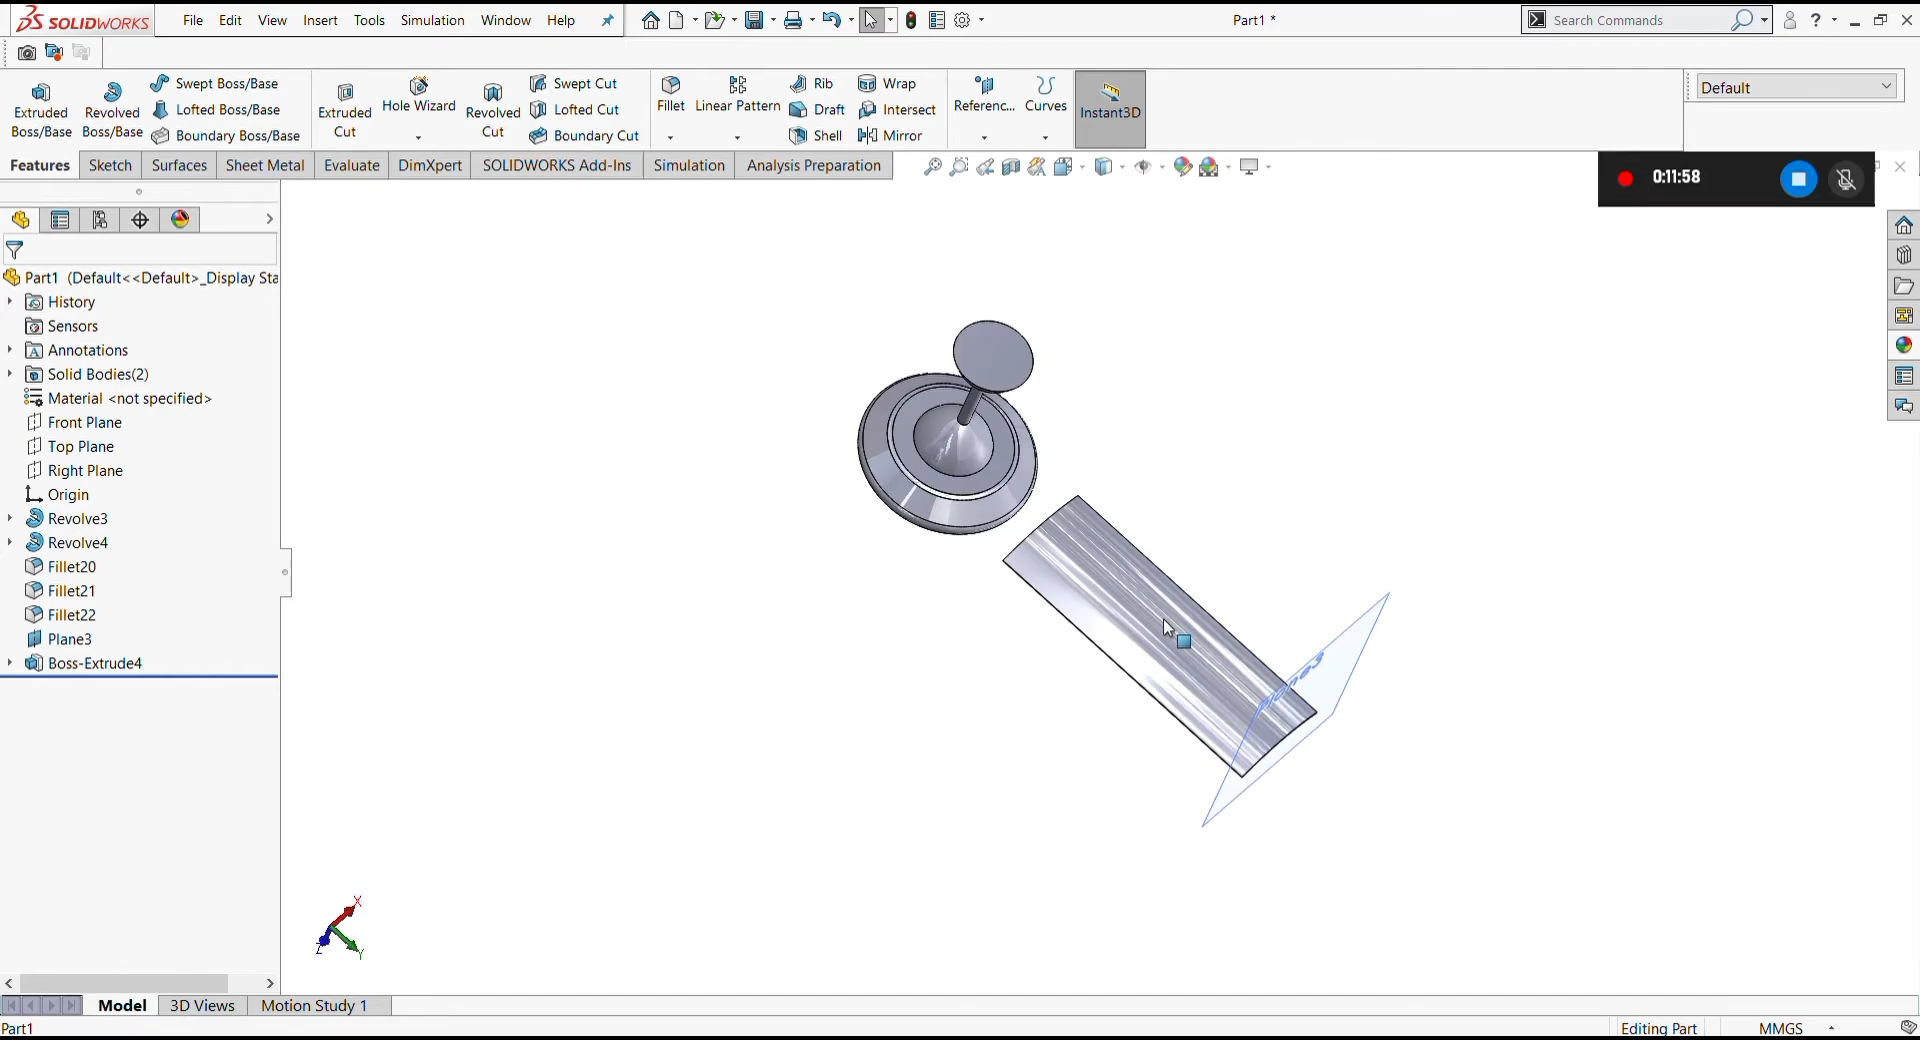 SOLIDWORKS
File Edit View Insert Tools Simulation Window Help
Part1 *
Search Commands
Extruded Boss/Base
Revolved Boss/Base
Swept Boss/Base
Lofted Boss/Base
Boundary Boss/Base
Extruded Cut
Hole Wizard
Revolved Cut
Swept Cut
Lofted Cut
Boundary Cut
Fillet
Linear Pattern
Rib
Draft
Shell
Wrap
Intersect
Mirror
Referenc...
Curves
Instant3D
Default
Features Sketch Surfaces Sheet Metal Evaluate DimXpert SOLIDWORKS Add-Ins Simulation Analysis Preparation
0:11:58
Part1 (Default<<Default>_Display Sta
History
Sensors
Annotations
Solid Bodies(2)
Material <not specified>
Front Plane
Top Plane
Right Plane
Origin
Revolve3
Revolve4
Fillet20
Fillet21
Fillet22
Plane3
Boss-Extrude4
Plane3
X
Z
Y
Model 3D Views Motion Study 1
Part1
Editing Part
MMGS